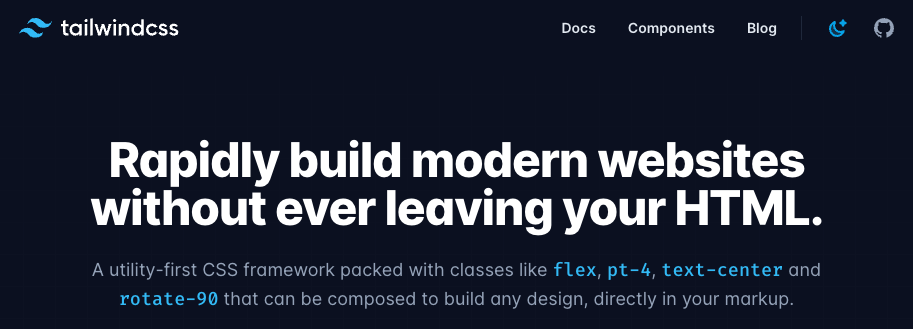 tailwindcss
Docs Components Blog
Rapidly build modern websites
without ever leaving your HTML.
A utility-first CSS framework packed with classes like flex, pt-4, text-center and
rotate-90 that can be composed to build any design, directly in your markup.